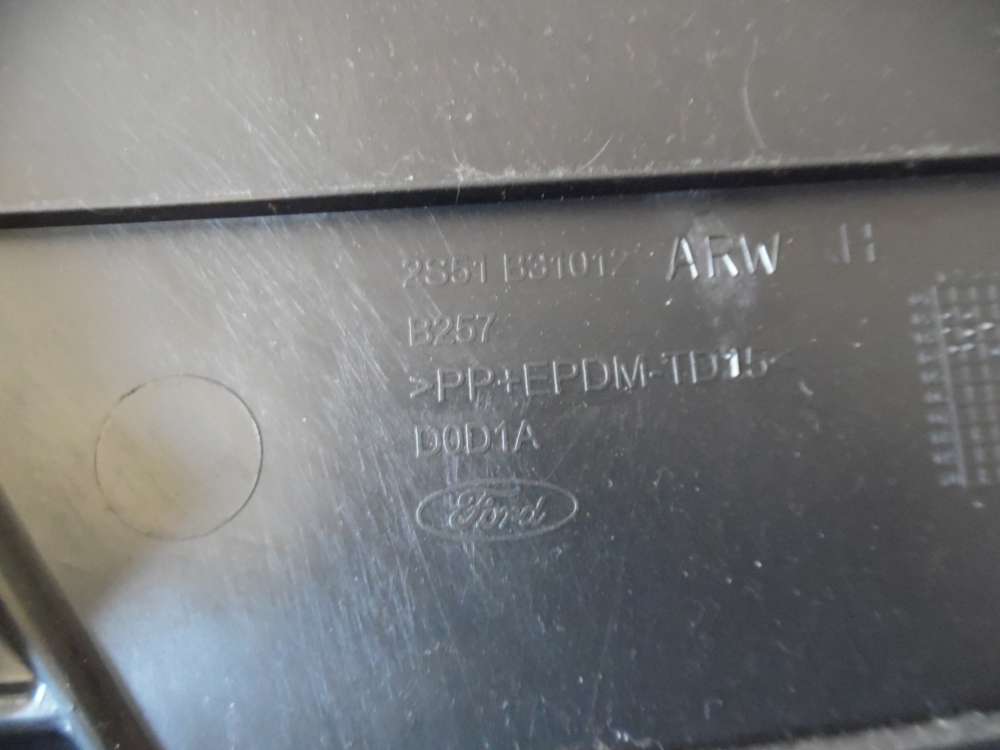 2S51 B31012 ARW H
B257
>PP+EPDM-TD15<
D0D1A
Ford